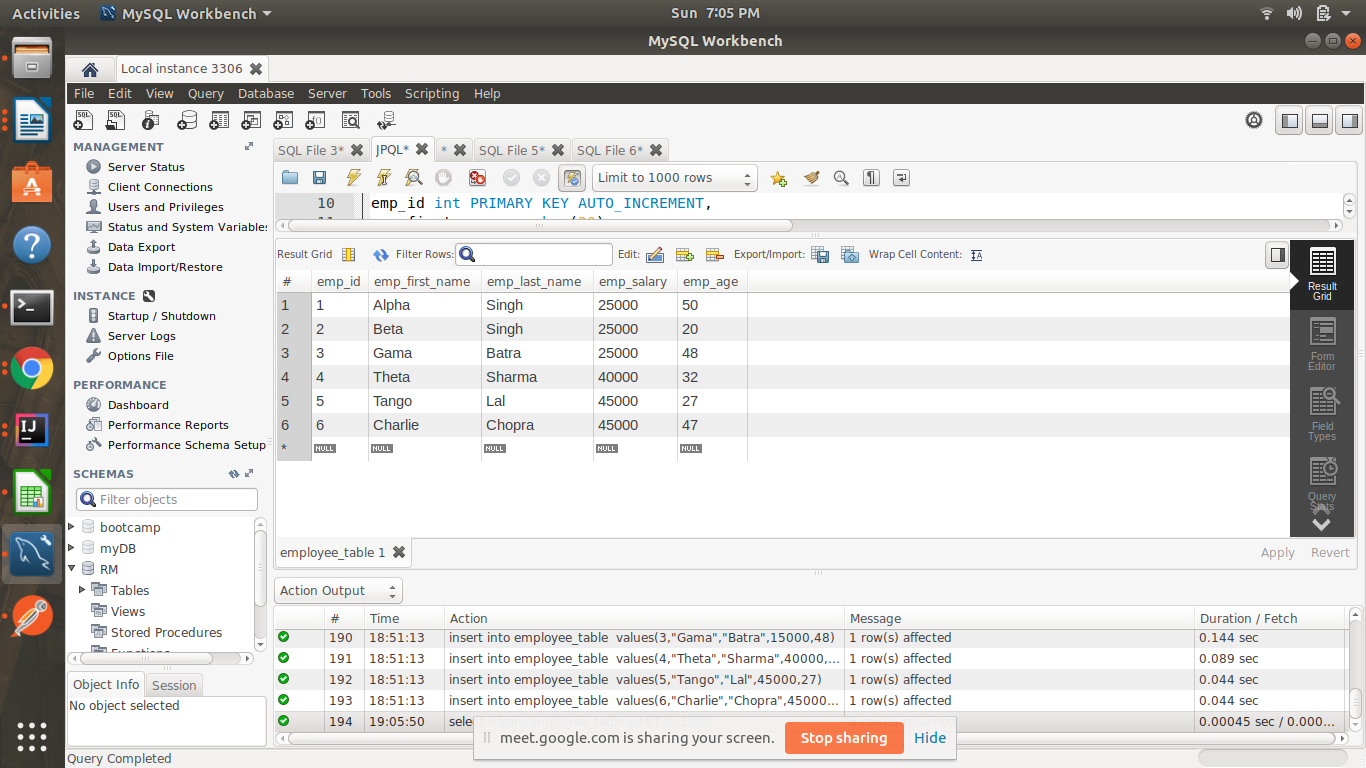 Activities MySQL Workbench Sun 7:05 PM
MySQL Workbench
Local instance 3306
File Edit View Query Database Server Tools Scripting Help
MANAGEMENT
Server Status
Client Connections
Users and Privileges
Status and System Variables
Data Export
Data Import/Restore
INSTANCE
Startup / Shutdown
Server Logs
Options File
PERFORMANCE
Dashboard
Performance Reports
Performance Schema Setup
SCHEMAS
Filter objects
bootcamp
myDB
RM
Tables
Views
Stored Procedures
Object Info Session
No object selected
SQL File 3* JPQL* * SQL File 5* SQL File 6*
Limit to 1000 rows
10 emp_id int PRIMARY KEY AUTO_INCREMENT,
Result Grid Filter Rows: Edit: Export/Import: Wrap Cell Content:
# emp_id emp_first_name emp_last_name emp_salary emp_age
1 1 Alpha Singh 25000 50
2 2 Beta Singh 25000 20
3 3 Gama Batra 25000 48
4 4 Theta Sharma 40000 32
5 5 Tango Lal 45000 27
6 6 Charlie Chopra 45000 47
* NULL NULL NULL NULL NULL
Result
Grid
Form
Editor
Field
Types
Query
Stats
employee_table 1 Apply Revert
Action Output
# Time Action Message Duration / Fetch
190 18:51:13 insert into employee_table values(3,"Gama","Batra",15000,48) 1 row(s) affected 0.144 sec
191 18:51:13 insert into employee_table values(4,"Theta","Sharma",40000,... 1 row(s) affected 0.089 sec
192 18:51:13 insert into employee_table values(5,"Tango","Lal",45000,27) 1 row(s) affected 0.044 sec
193 18:51:13 insert into employee_table values(6,"Charlie","Chopra",45000... 1 row(s) affected 0.044 sec
194 19:05:50 0.00045 sec / 0.000...
meet.google.com is sharing your screen. Stop sharing Hide
Query Completed